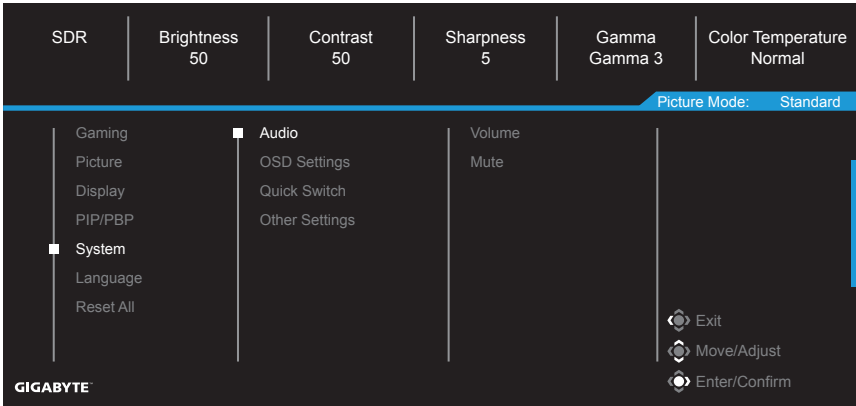 SDR
Brightness
50
Contrast
50
Sharpness
5
Gamma
Gamma 3
Color Temperature
Normal
Picture Mode: Standard
Gaming
Picture
Display
PIP/PBP
System
Language
Reset All
Audio
OSD Settings
Quick Switch
Other Settings
Volume
Mute
Exit
Move/Adjust
Enter/Confirm
GIGABYTE™